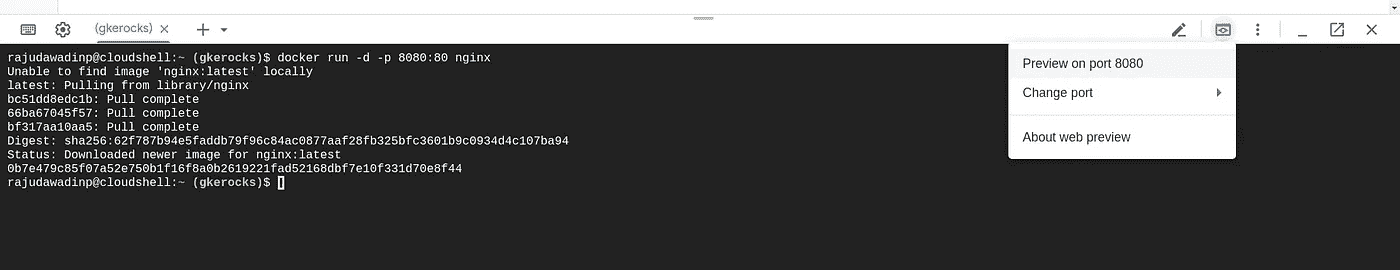 (gkerocks)
rajudawadinp@cloudshell:~ (gkerocks)$ docker run -d -p 8080:80 nginx
Unable to find image 'nginx:latest' locally
latest: Pulling from library/nginx
bc51dd8edc1b: Pull complete
66ba67045f57: Pull complete
bf317aa10aa5: Pull complete
Digest: sha256:62f787b94e5faddb79f96c84ac0877aaf28fb325bfc3601b9c0934d4c107ba94
Status: Downloaded newer image for nginx:latest
0b7e479c85f07a52e750b1f16f8a0b2619221fad52168dbf7e10f331d70e8f44
rajudawadinp@cloudshell:~ (gkerocks)$
Preview on port 8080
Change port
About web preview